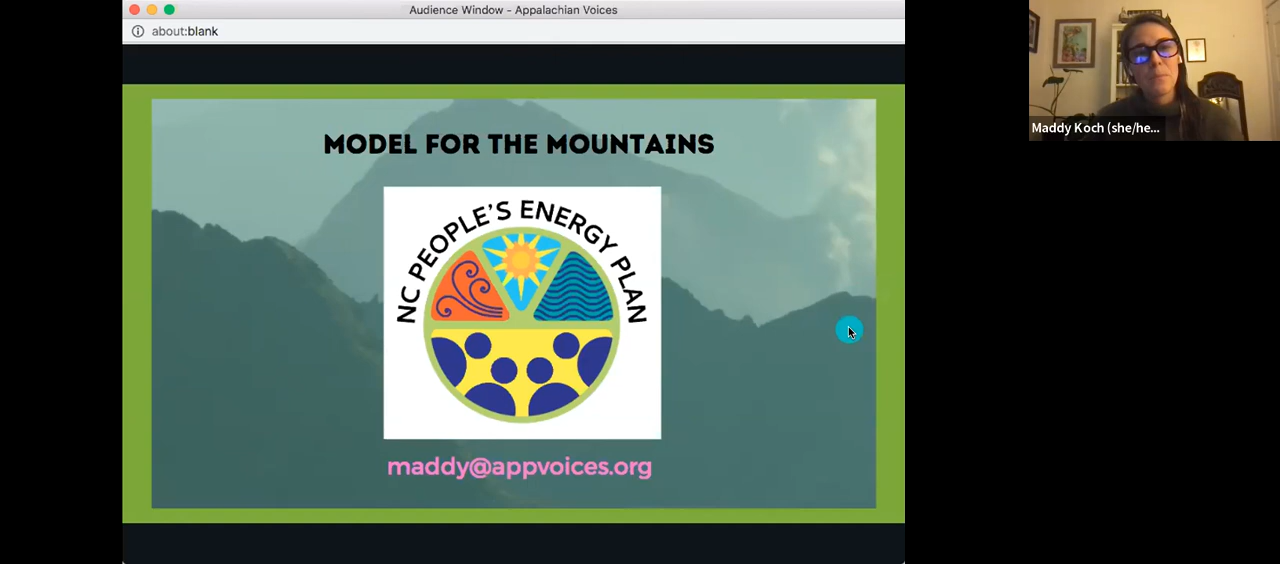 Audience Window - Appalachian Voices
about:blank
MODEL FOR THE MOUNTAINS
NC PEOPLE'S ENERGY PLAN
maddy@appvoices.org
Maddy Koch (she/he...